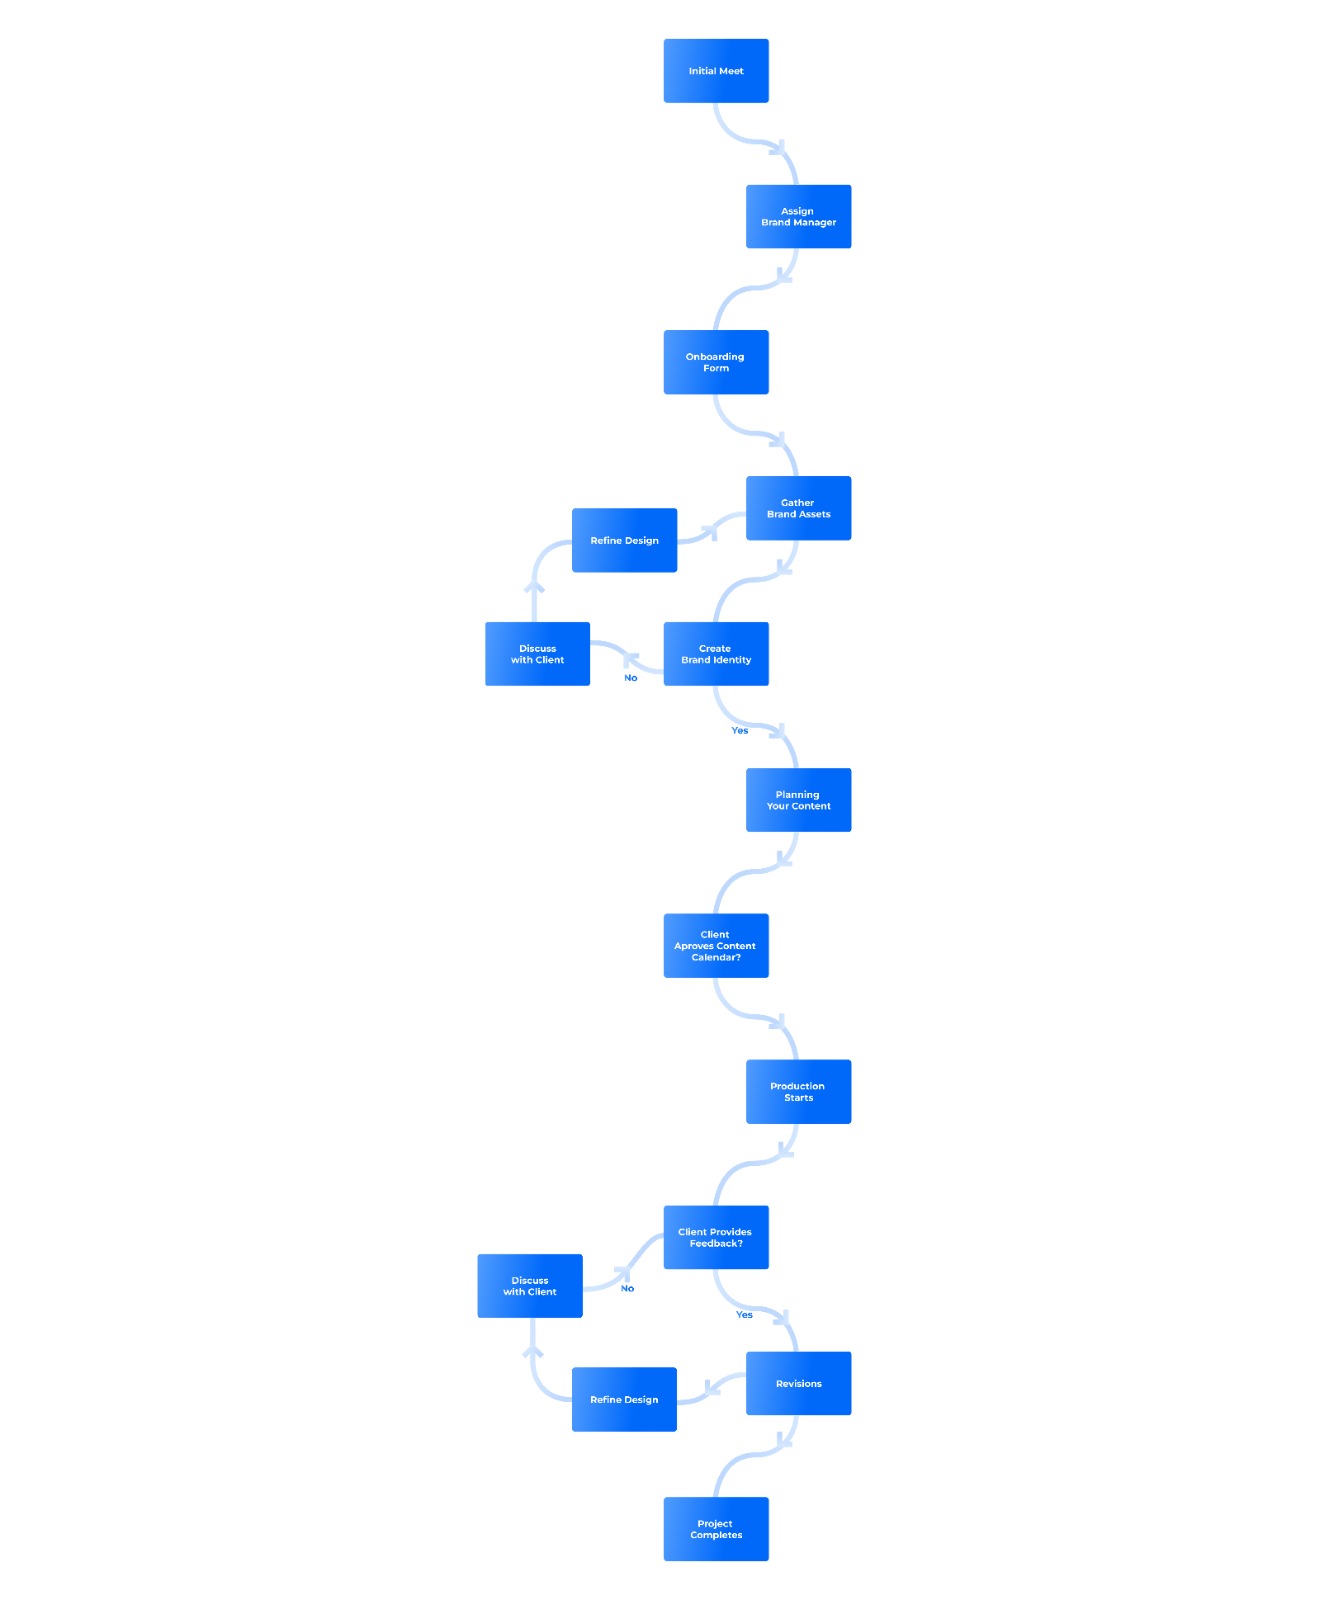 Initial Meet
Assign
Brand Manager
Onboarding
Form
Gather
Brand Assets
Refine Design
Discuss
with Client
No
Create
Brand Identity
Yes
Planning
Your Content
Client
Aproves Content
Calendar?
Production
Starts
Client Provides
Feedback?
Discuss
with Client
No
Yes
Revisions
Refine Design
Project
Completes